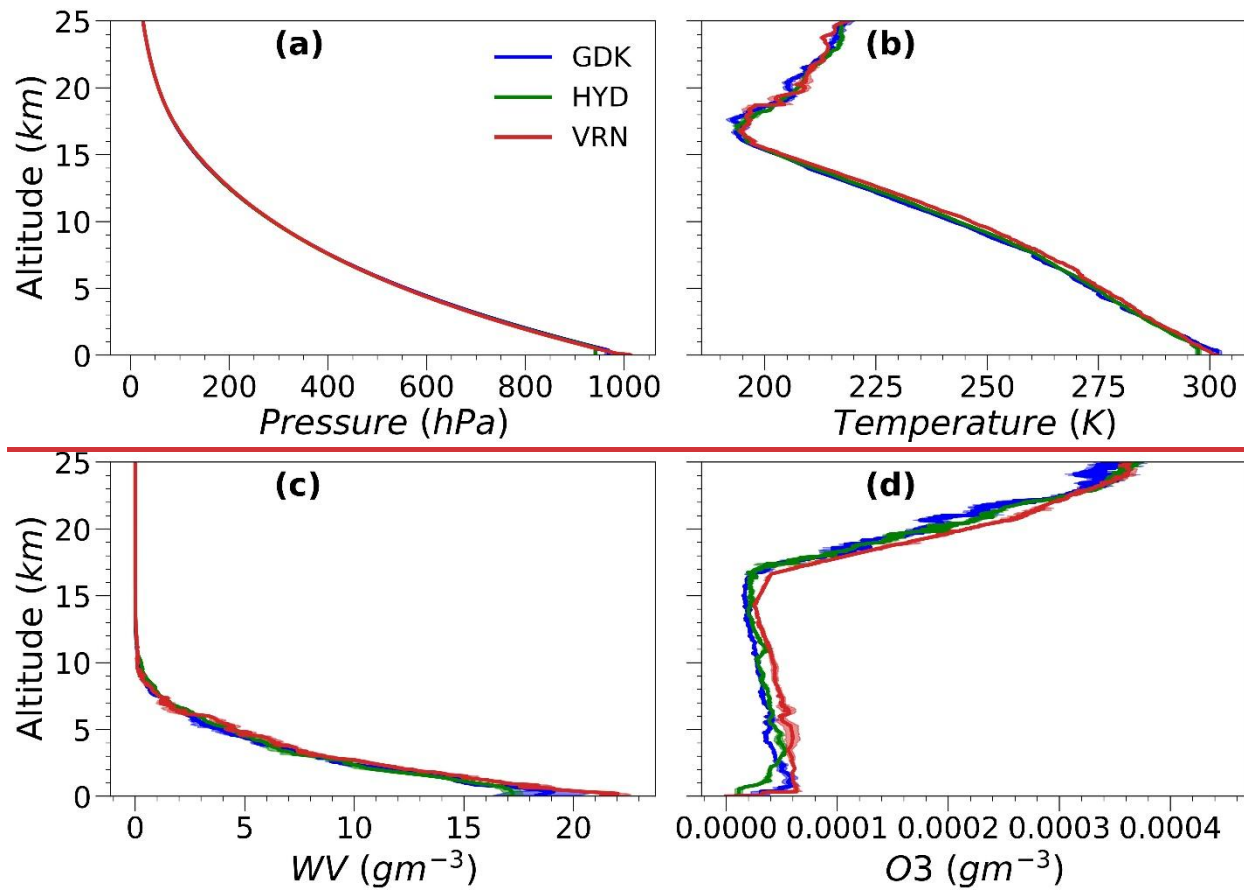 (a)
GDK
HYD
VRN
25
20
15
10
5
0
Altitude (km)
0 200 400 600 800 1000
Pressure (hPa)
(b)
200 225 250 275 300
Temperature (K)
(c)
25
20
15
10
5
0
Altitude (km)
0 5 10 15 20
WV (gm⁻³)
(d)
0.0000 0.0001 0.0002 0.0003 0.0004
O3 (gm⁻³)